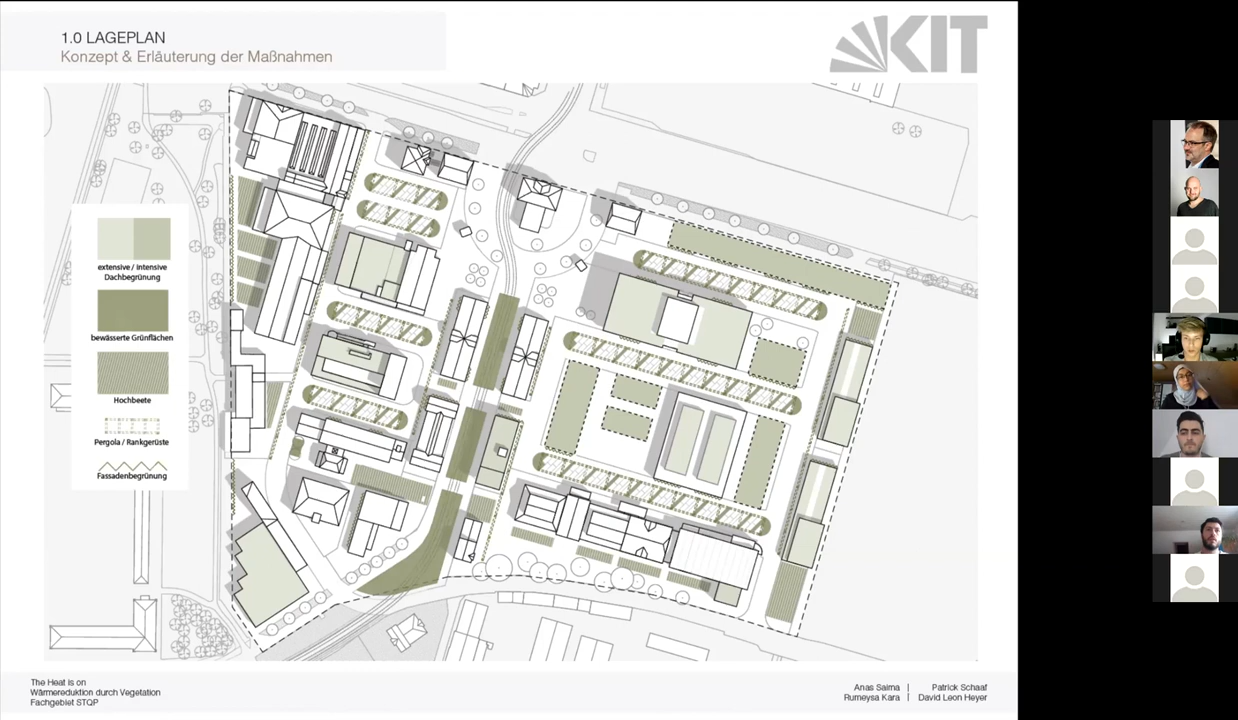 1.0 LAGEPLAN
Konzept & Erläuterung der Maßnahmen
KIT
extensive / intensive
Dachbegrünung
bewässerte Grünflächen
Hochbeete
Pergola / Rankgerüste
Fassadenbegrünung
The Heat is on
Wärmereduktion durch Vegetation
Fachgebiet STQP
Anas Saima | Patrick Schaaf
Rumeysa Kara | David Leon Heyer